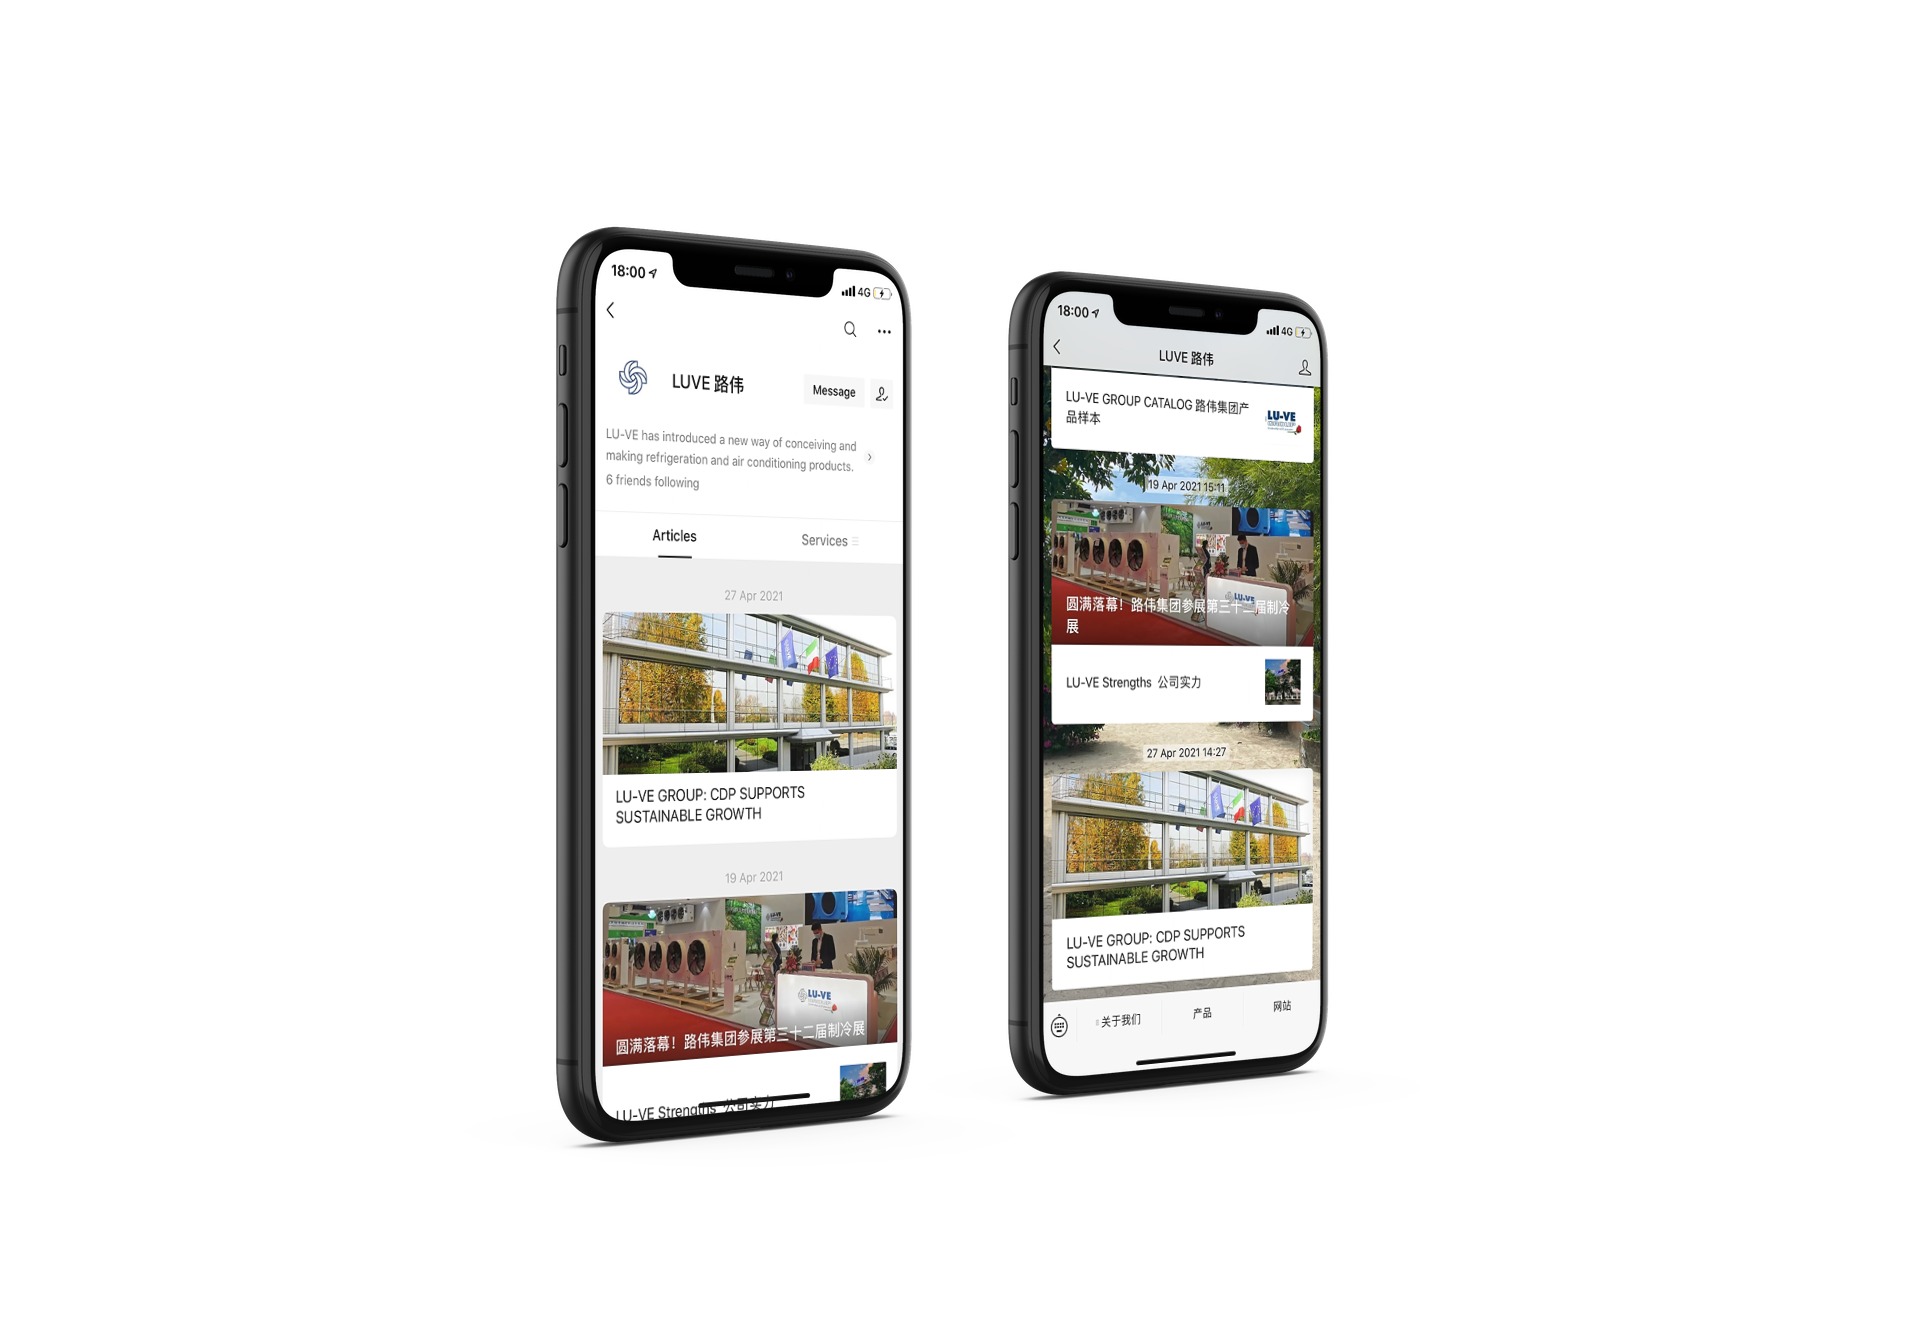 18:00
4G
LUVE 路伟
Message
LU-VE has introduced a new way of conceiving and
making refrigeration and air conditioning products.
6 friends following
Articles
Services
27 Apr 2021
LU-VE GROUP: CDP SUPPORTS
SUSTAINABLE GROWTH
19 Apr 2021
LU-VE
圆满落幕！路伟集团参展第三十二届制冷展
LU-VE Strengths 公司实力
18:00
4G
LUVE 路伟
LU-VE GROUP CATALOG 路伟集团产
品样本
LU-VE
19 Apr 2021 15:11
LU-VE
圆满落幕！路伟集团参展第三十二届制冷
展
LU-VE Strengths 公司实力
27 Apr 2021 14:27
LU-VE GROUP: CDP SUPPORTS
SUSTAINABLE GROWTH
关于我们
产品
网站